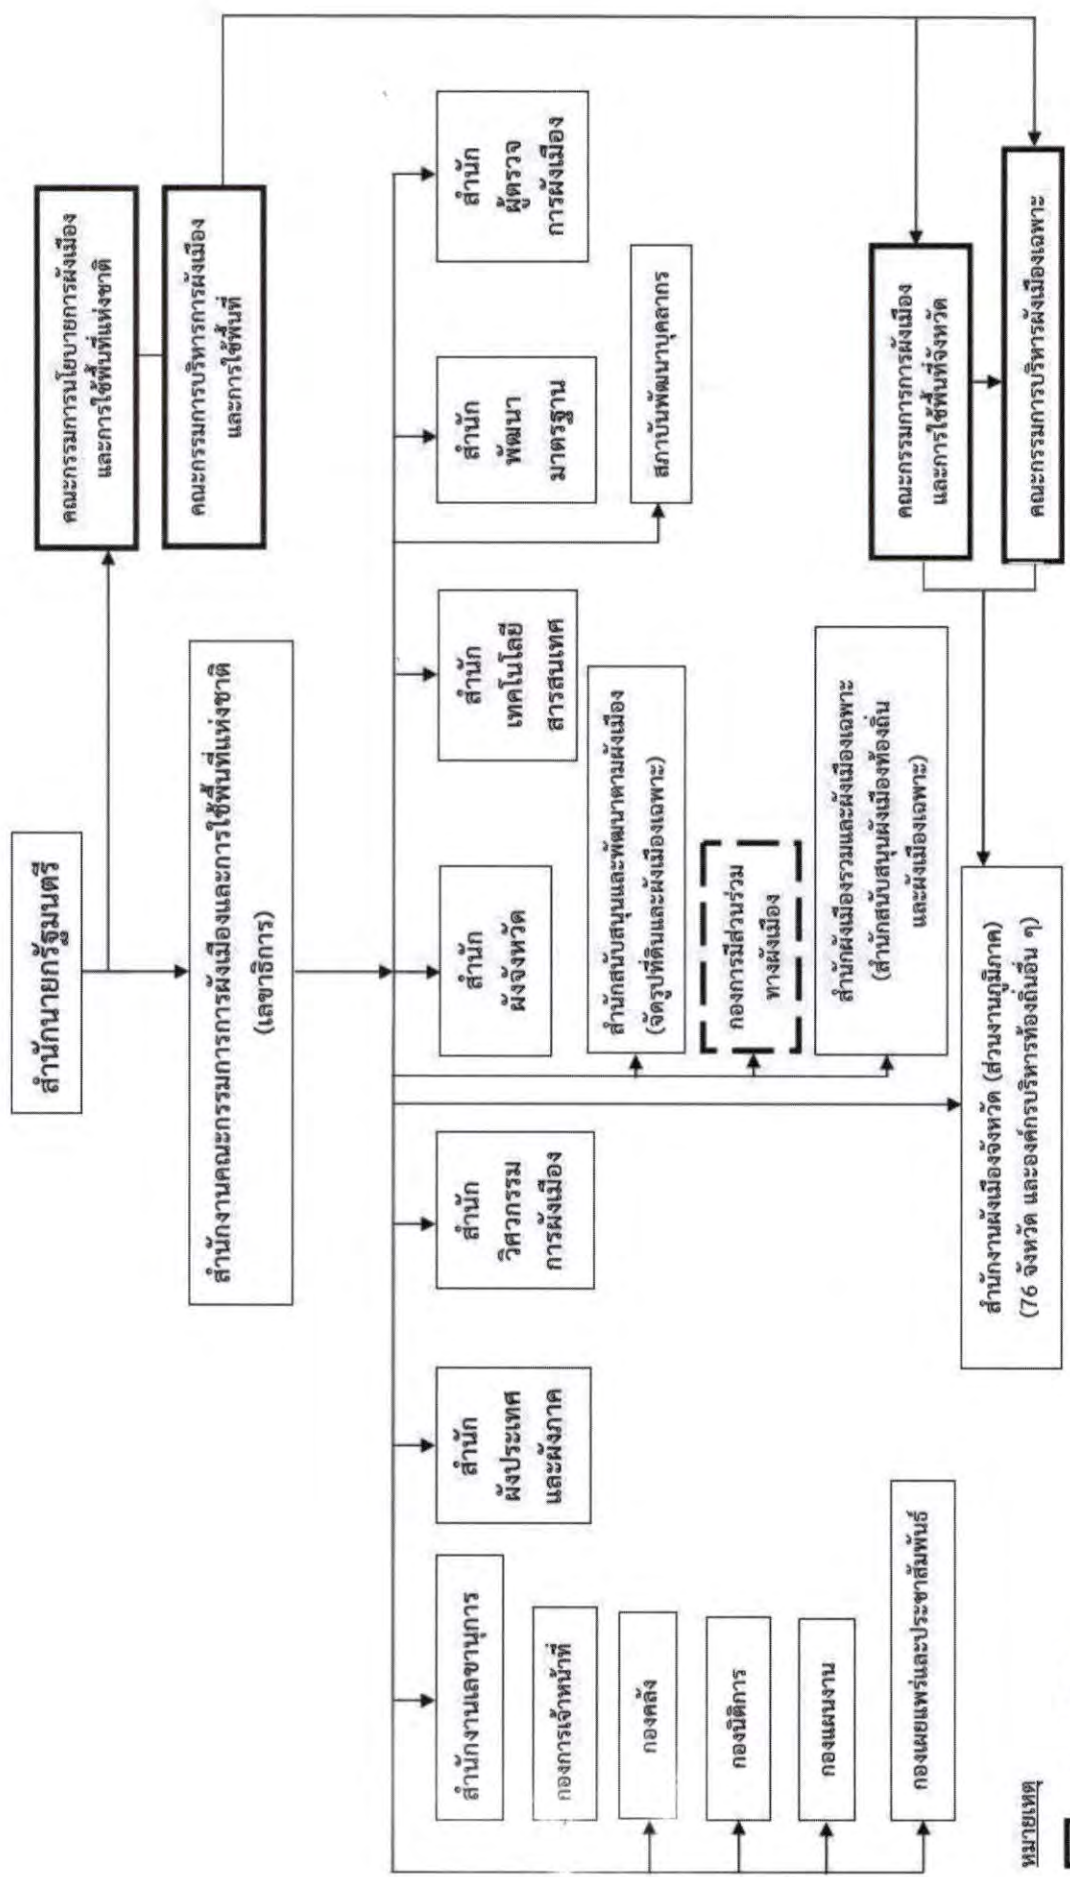 สำนักนายกรัฐมนตรี
คณะกรรมการนโยบายการผังเมือง
และการใช้พื้นที่แห่งชาติ
คณะกรรมการบริหารการผังเมือง
และการใช้พื้นที่
สำนักงานคณะกรรมการการผังเมืองและการใช้พื้นที่แห่งชาติ
(เลขาธิการ)
สำนักงานเลขานุการ
สำนัก
ผังประเทศ
และผังภาค
สำนัก
วิศวกรรม
การผังเมือง
สำนัก
ผังจังหวัด
สำนัก
เทคโนโลยี
สารสนเทศ
สำนัก
พัฒนา
มาตรฐาน
สำนัก
ผู้ตรวจ
การผังเมือง
กองการเจ้าหน้าที่
กองคลัง
กองนิติการ
กองแผนงาน
กองเผยแพร่และประชาสัมพันธ์
สำนักสนับสนุนและพัฒนาตามผังเมือง
(จัดรูปที่ดินและผังเมืองเฉพาะ)
กองการมีส่วนร่วม
ทางผังเมือง
สำนักผังเมืองรวมและผังเมืองเฉพาะ
(สำนักสนับสนุนผังเมืองท้องถิ่น
และผังเมืองเฉพาะ)
สถาบันพัฒนาบุคลากร
คณะกรรมการการผังเมือง
และการใช้พื้นที่จังหวัด
คณะกรรมการบริหารผังเมืองเฉพาะ
สำนักงานผังเมืองจังหวัด (ส่วนงานภูมิภาค)
(76 จังหวัด และองค์กรบริหารท้องถิ่นอื่น ๆ)
หมายเหตุ